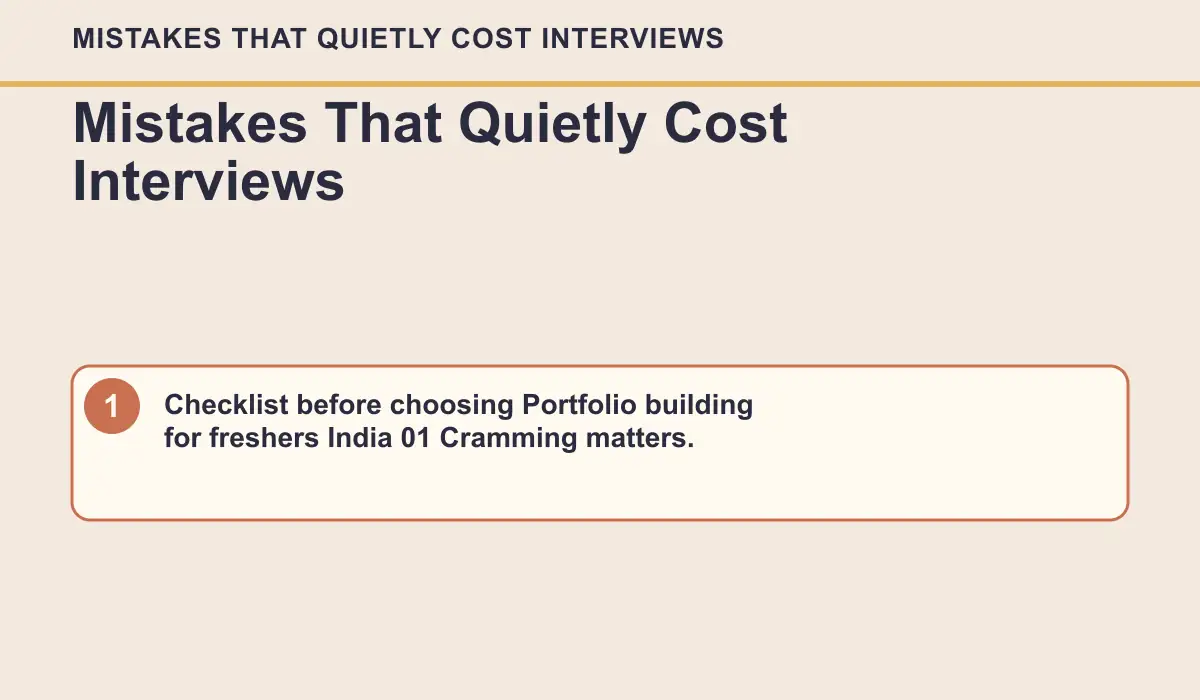 MISTAKES THAT QUIETLY COST INTERVIEWS
Mistakes That Quietly Cost
Interviews
1
Checklist before choosing Portfolio building
for freshers India 01 Cramming matters.